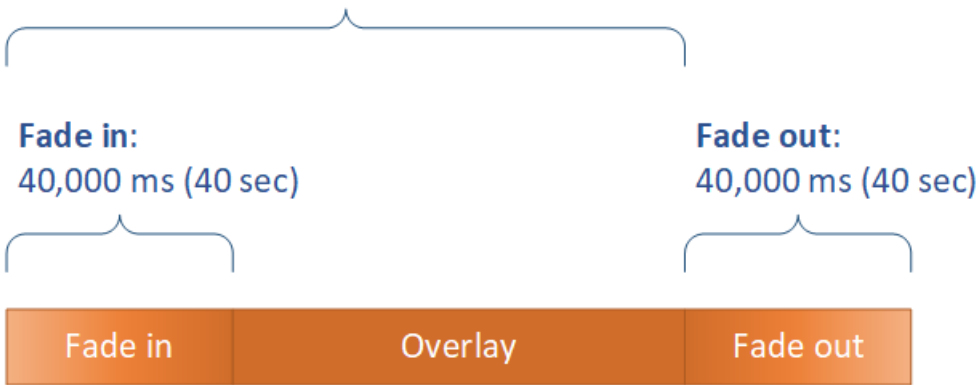 Fade in:
40,000 ms (40 sec)
Fade out:
40,000 ms (40 sec)
Fade in
Overlay
Fade out